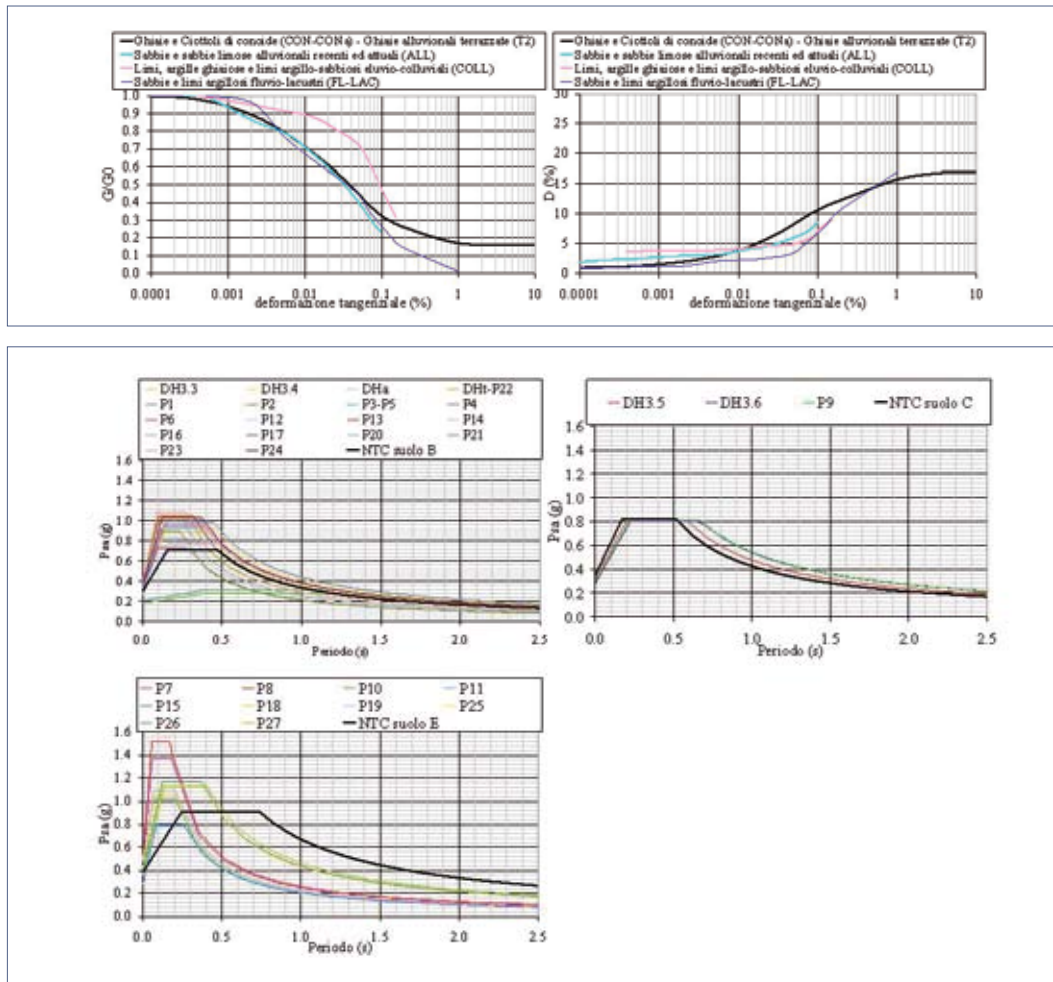 Ghiaie e Ciottoli di conoide (CON-CONa) - Ghiaie alluvionali terrazzate (T2)
Sabbie e sabbie limose alluvionali recenti ed attuali (ALL)
Limi, argille ghiaiose e limi argillo-sabbiosi eluvio-colluviali (COLL)
Sabbie e limi argillosi fluvio-lacustri (FL-LAC)
1.0
0.9
0.8
0.7
0.6
0.5
0.4
0.3
0.2
0.1
0.0
G/G0
0.0001 0.001 0.01 0.1 1 10
deformazione tangenziale (%)
Ghiaie e Ciottoli di conoide (CON-CONa) - Ghiaie alluvionali terrazzate (T2)
Sabbie e sabbie limose alluvionali recenti ed attuali (ALL)
Limi, argille ghiaiose e limi argillo-sabbiosi eluvio-colluviali (COLL)
Sabbie e limi argillosi fluvio-lacustri (FL-LAC)
30
25
20
15
10
5
0
D (%)
0.0001 0.001 0.01 0.1 1 10
deformazione tangenziale (%)
DH3.3 DH3.4 DHa DHt-P22
P1 P2 P3-P5 P4
P6 P12 P13 P14
P16 P17 P20 P21
P23 P24 NTC suolo B
1.6
1.4
1.2
1.0
0.8
0.6
0.4
0.2
0.0
Psa (g)
0.0 0.5 1.0 1.5 2.0 2.5
Periodo (s)
DH3.5 DH3.6 P9 NTC suolo C
1.6
1.4
1.2
1.0
0.8
0.6
0.4
0.2
0.0
Psa (g)
0.0 0.5 1.0 1.5 2.0 2.5
Periodo (s)
P7 P8 P10 P11
P15 P18 P19 P25
P26 P27 NTC suolo E
1.6
1.4
1.2
1.0
0.8
0.6
0.4
0.2
0.0
Psa (g)
0.0 0.5 1.0 1.5 2.0 2.5
Periodo (s)